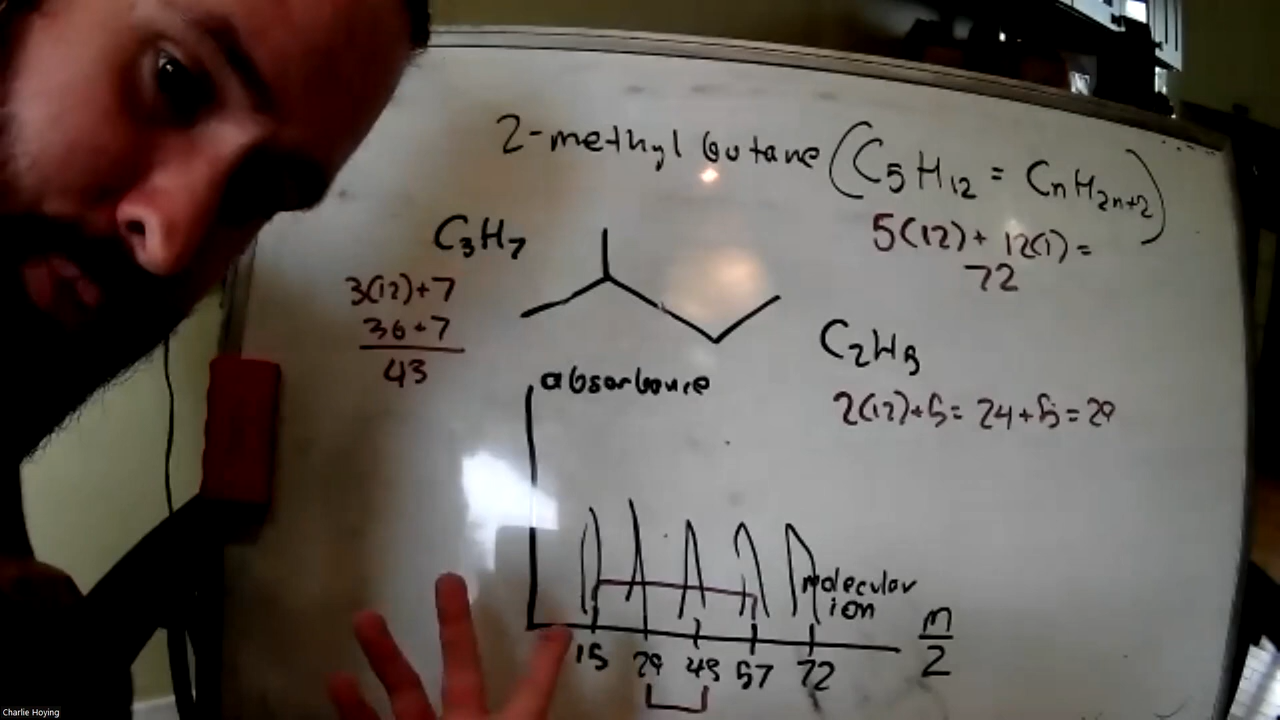 2-methyl butane (C5H12 = CnH2n+2)
5(12) + 12(1) =
72
C3H7
3(12)+7
36+7
43
C2H5
2(12)+5 = 24+5 = 29
absorbance
molecular
ion
15 29 43 57 72
m
2
Charlie Hoying